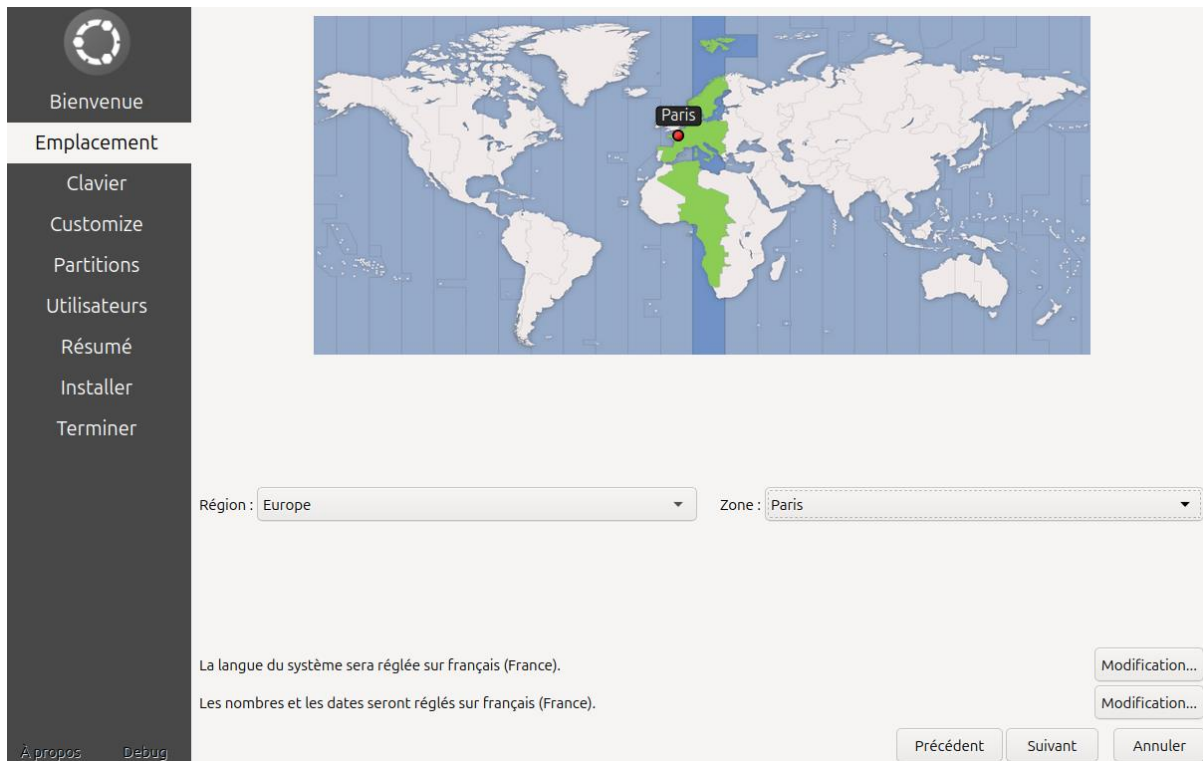 Bienvenue
Emplacement
Clavier
Customize
Partitions
Utilisateurs
Résumé
Installer
Terminer
À propos Debug
Paris
Région : Europe Zone : Paris
La langue du système sera réglée sur français (France). Modification...
Les nombres et les dates seront réglés sur français (France). Modification...
Précédent Suivant Annuler